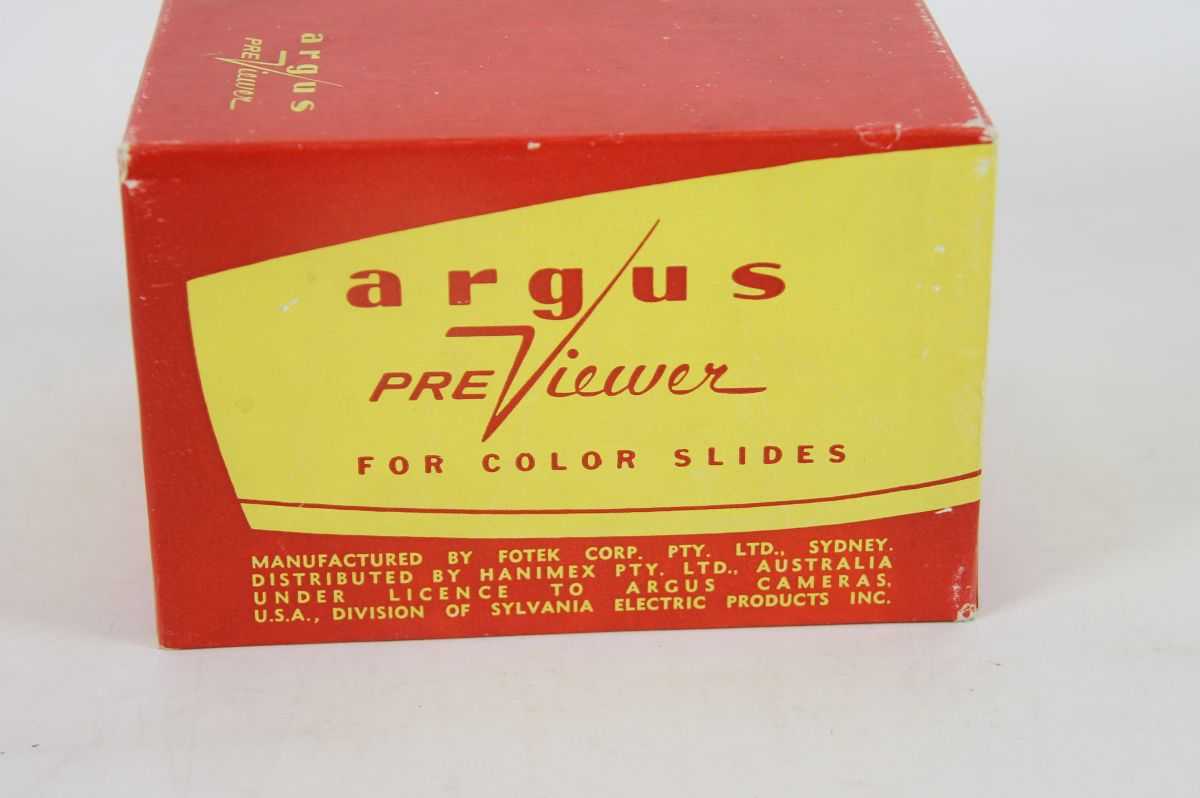 argus
PREViewer
argus
PREViewer
FOR COLOR SLIDES
MANUFACTURED BY FOTEK CORP. PTY. LTD., SYDNEY.
DISTRIBUTED BY HANIMEX PTY. LTD., AUSTRALIA
UNDER LICENCE TO ARGUS CAMERAS,
U.S.A., DIVISION OF SYLVANIA ELECTRIC PRODUCTS INC.